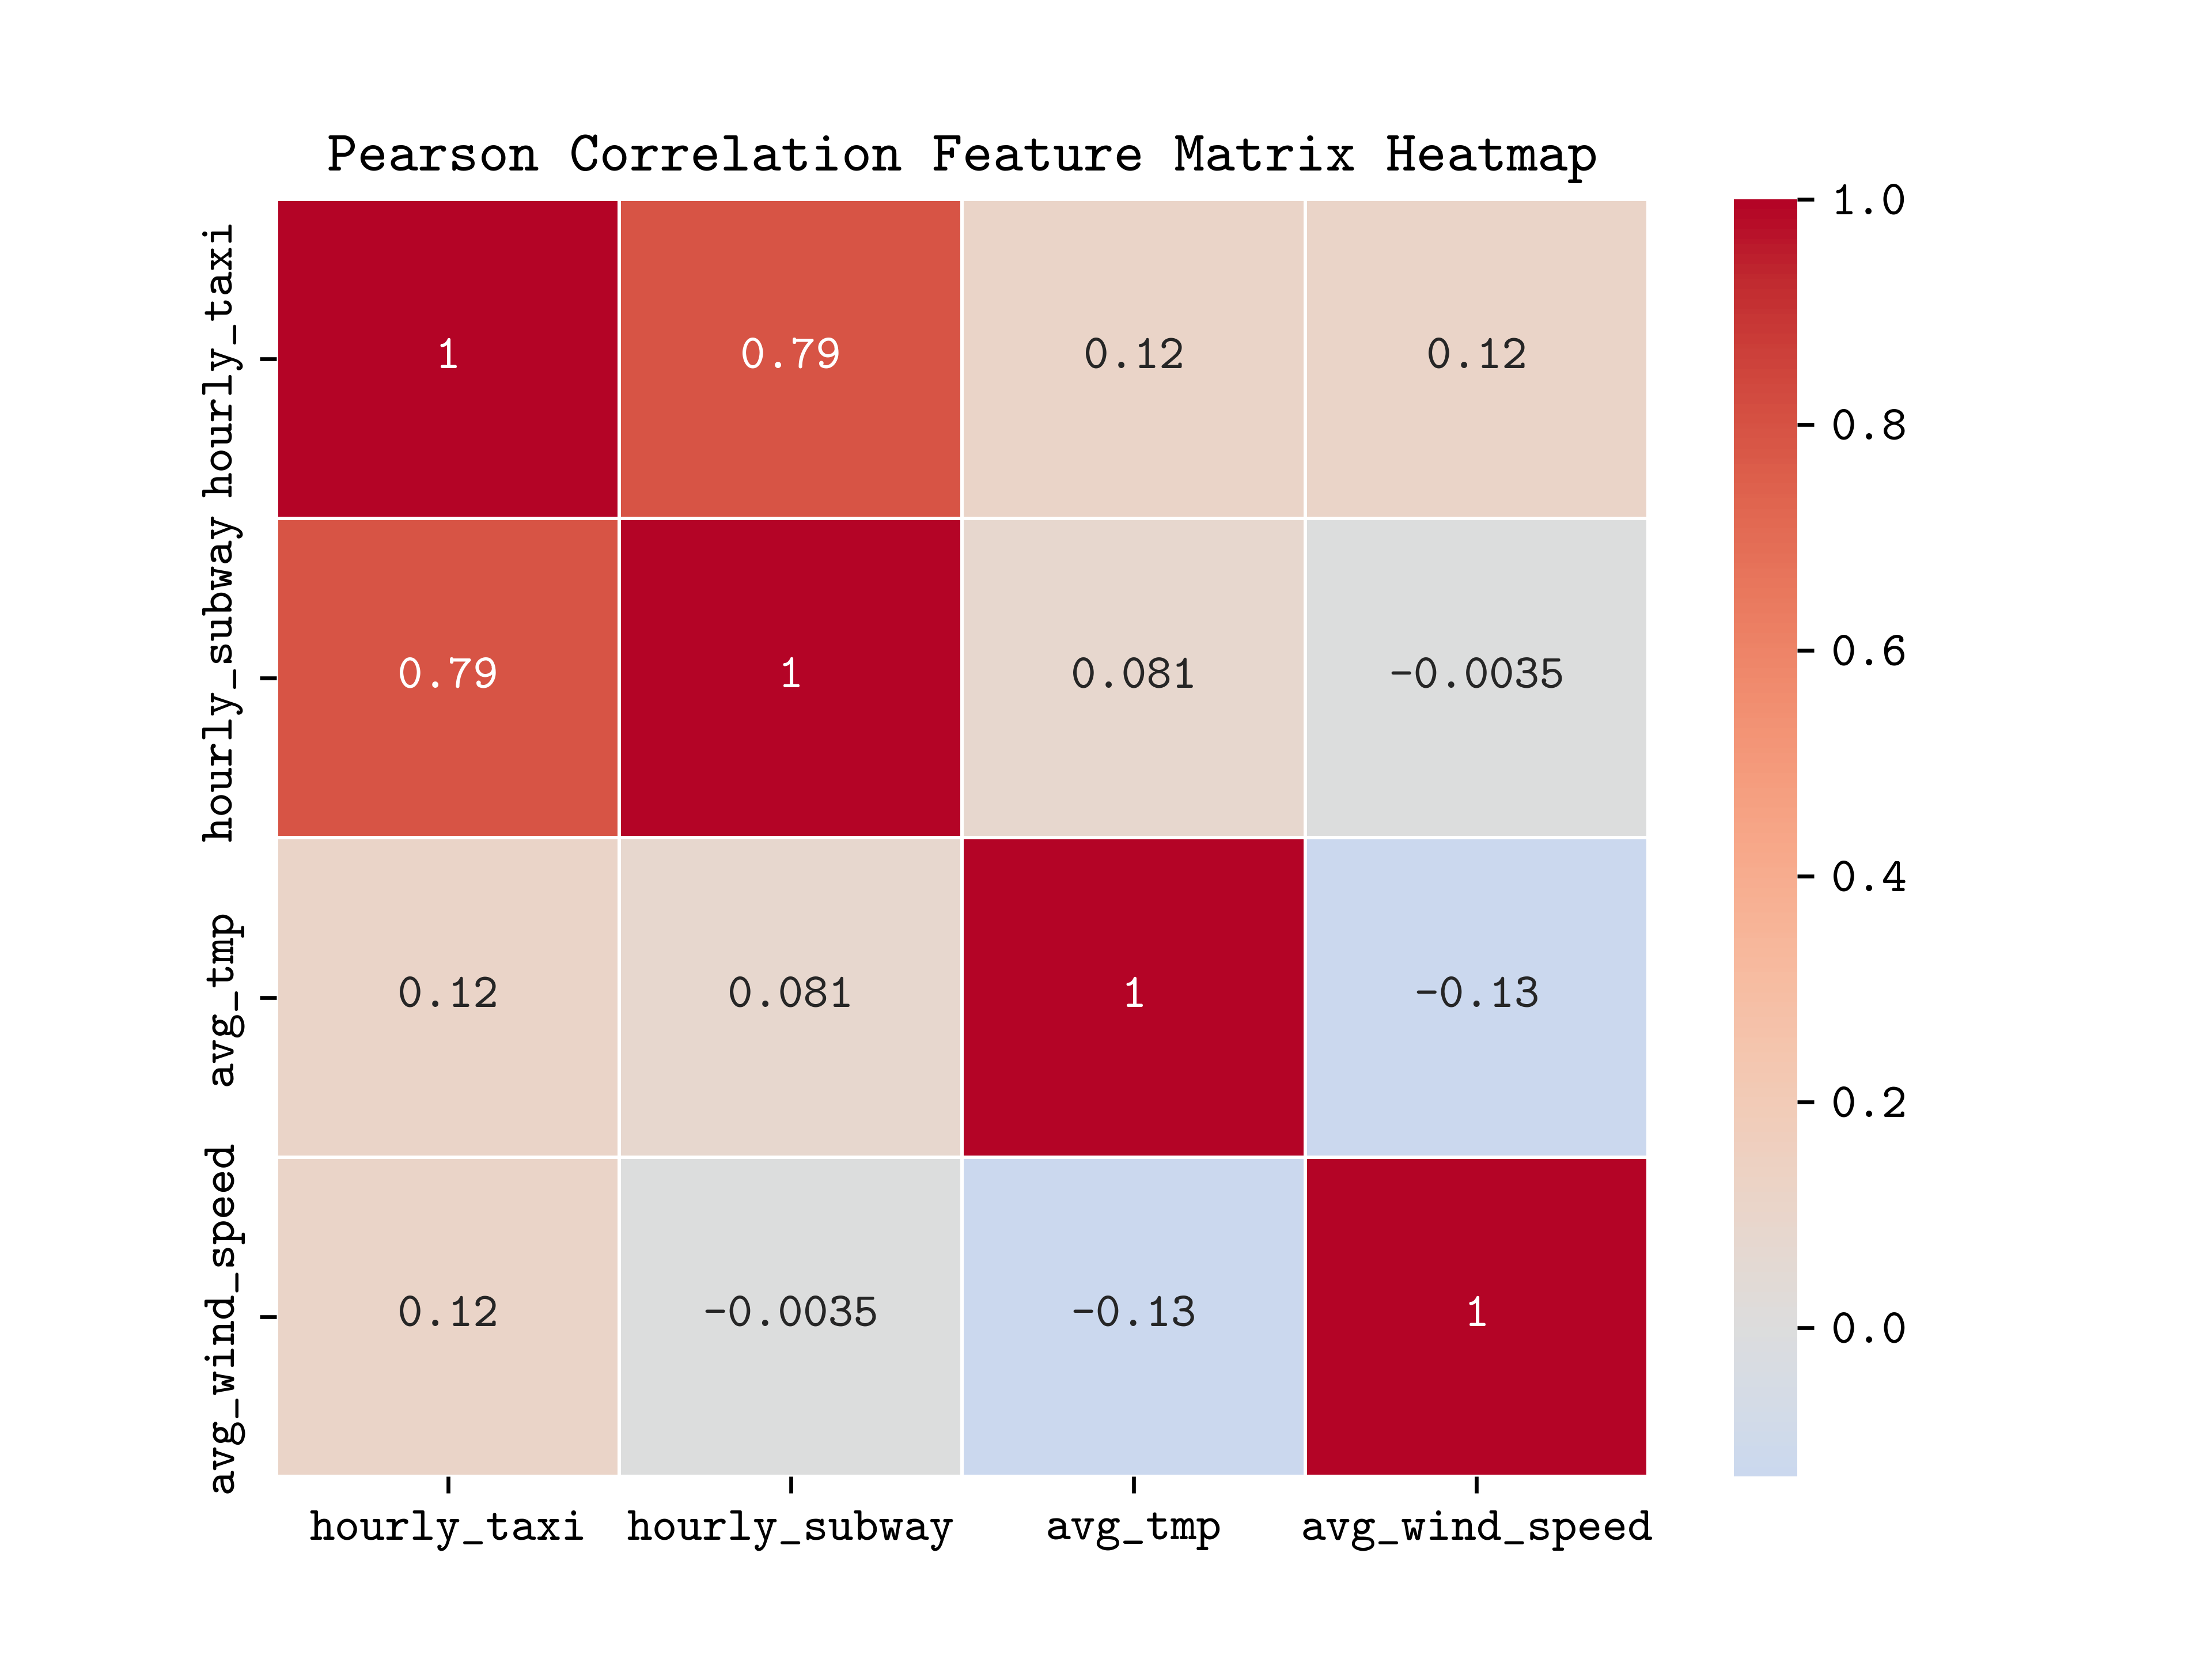 Pearson Correlation Feature Matrix Heatmap
hourly_taxi 1 0.79 0.12 0.12
hourly_subway 0.79 1 0.081 -0.0035
avg_tmp 0.12 0.081 1 -0.13
avg_wind_speed 0.12 -0.0035 -0.13 1
hourly_taxi hourly_subway avg_tmp avg_wind_speed
1.0
0.8
0.6
0.4
0.2
0.0